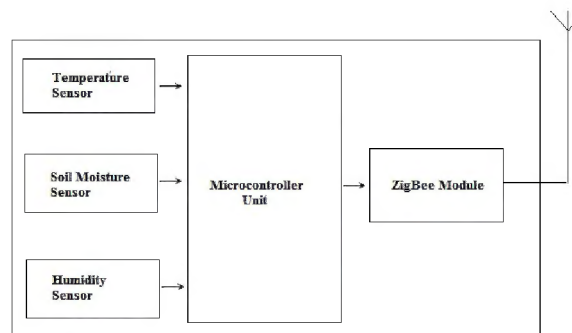 Temperature
Sensor
Soil Moisture
Sensor
Microcontroller
Unit
ZigBee Module
Humidity
Sensor